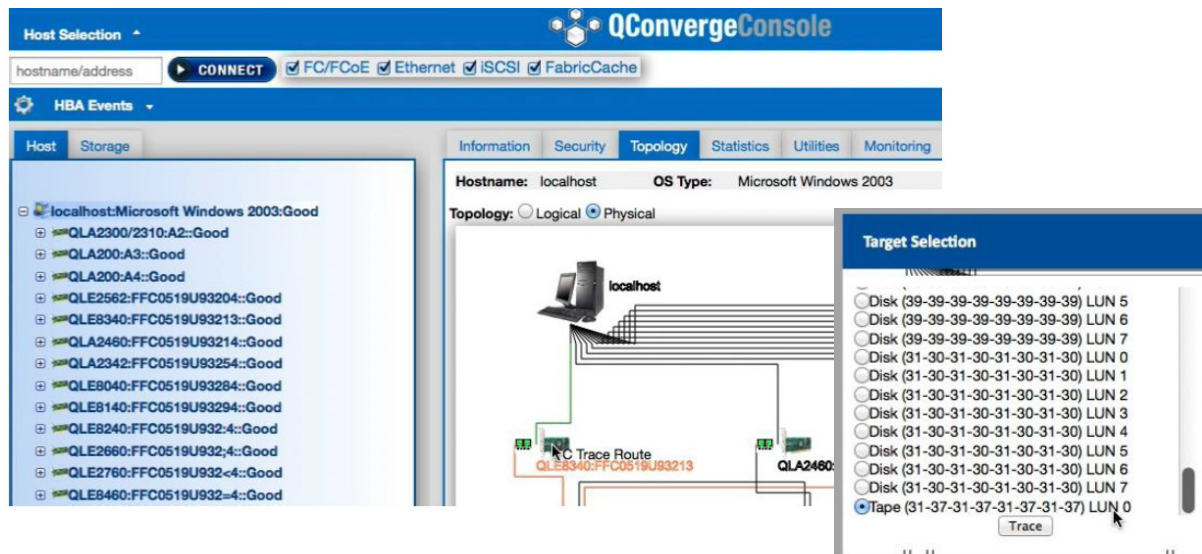 Host Selection
QConvergeConsole
hostname/address
CONNECT
FC/FCoE Ethernet iSCSI FabricCache
HBA Events
Host Storage
Information Security Topology Statistics Utilities Monitoring
Hostname: localhost OS Type: Microsoft Windows 2003
Topology: Logical Physical
localhost:Microsoft Windows 2003:Good
QLA2300/2310:A2::Good
QLA200:A3::Good
QLA200:A4::Good
QLE2562:FFC0519U93204::Good
QLE8340:FFC0519U93213::Good
QLA2460:FFC0519U93214::Good
QLA2342:FFC0519U93254::Good
QLE8040:FFC0519U93284::Good
QLE8140:FFC0519U93294::Good
QLE8240:FFC0519U932:4::Good
QLE2660:FFC0519U932;4::Good
QLE2760:FFC0519U932<4::Good
QLE8460:FFC0519U932=4::Good
localhost
FC Trace Route
QLE8340:FFC0519U93213
QLA2460:
Target Selection
Disk (39-39-39-39-39-39-39-39) LUN 5
Disk (39-39-39-39-39-39-39-39) LUN 6
Disk (39-39-39-39-39-39-39-39) LUN 7
Disk (31-30-31-30-31-30-31-30) LUN 0
Disk (31-30-31-30-31-30-31-30) LUN 1
Disk (31-30-31-30-31-30-31-30) LUN 2
Disk (31-30-31-30-31-30-31-30) LUN 3
Disk (31-30-31-30-31-30-31-30) LUN 4
Disk (31-30-31-30-31-30-31-30) LUN 5
Disk (31-30-31-30-31-30-31-30) LUN 6
Disk (31-30-31-30-31-30-31-30) LUN 7
Tape (31-37-31-37-31-37-31-37) LUN 0
Trace